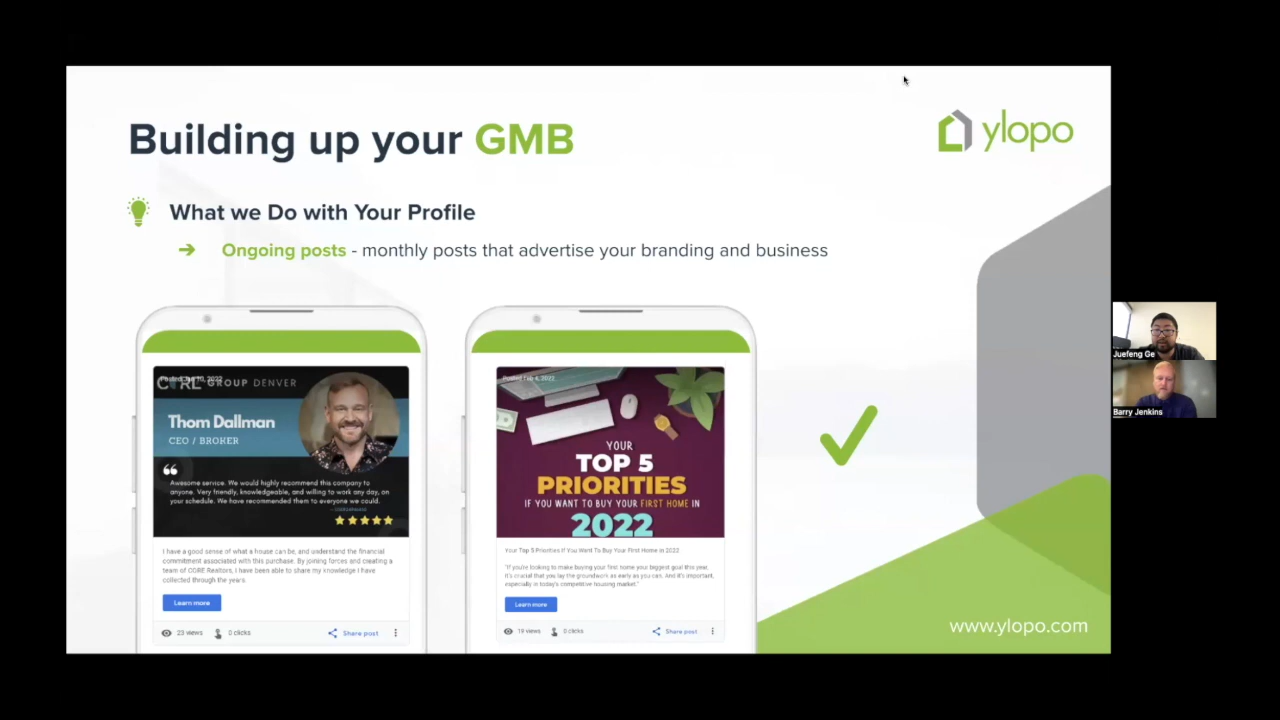 Building up your GMB
ylopo
What we Do with Your Profile
Ongoing posts - monthly posts that advertise your branding and business
CORE GROUP DENVER
Thom Dallman
CEO / BROKER
Awesome service. We would highly recommend this company to
anyone. Very friendly, knowledgeable, and willing to work any day, on
your schedule. We have recommended them to everyone we could.
I have a good sense of what a house can be, and understand the financial
commitment associated with this purchase. By joining forces and creating a
team of CORE Realtors, I have been able to share my knowledge I have
collected through the years.
Learn more
23 views
0 clicks
Share post
Posted Feb 4, 2022
YOUR
TOP 5
PRIORITIES
IF YOU WANT TO BUY YOUR FIRST HOME IN
2022
Your Top 5 Priorities If You Want To Buy Your First Home in 2022
"If you're looking to make buying your first home your biggest goal this year,
it's crucial that you lay the groundwork as early as you can. And it's important,
especially in today's competitive housing market."
Learn more
19 views
0 clicks
Share post
www.ylopo.com
Juefeng Ge
Barry Jenkins